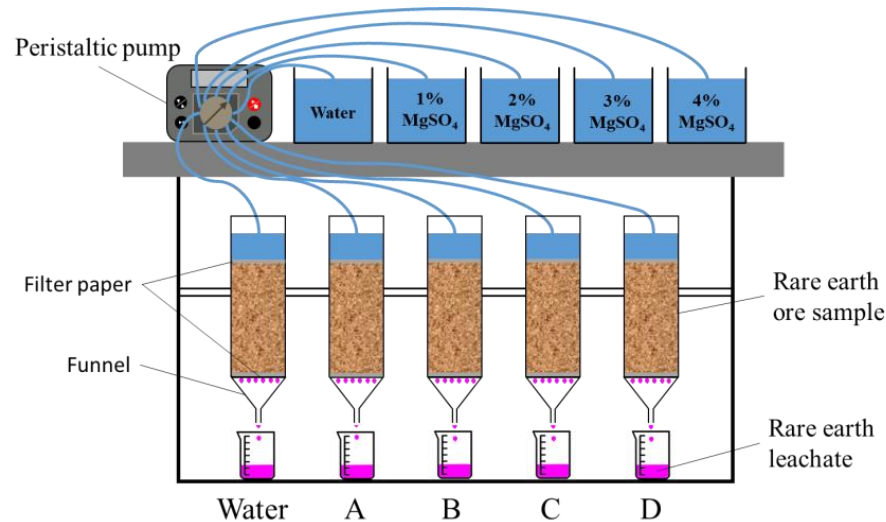 Peristaltic pump
Water
1%
MgSO₄
2%
MgSO₄
3%
MgSO₄
4%
MgSO₄
Filter paper
Funnel
Rare earth
ore sample
Rare earth
leachate
Water
A
B
C
D